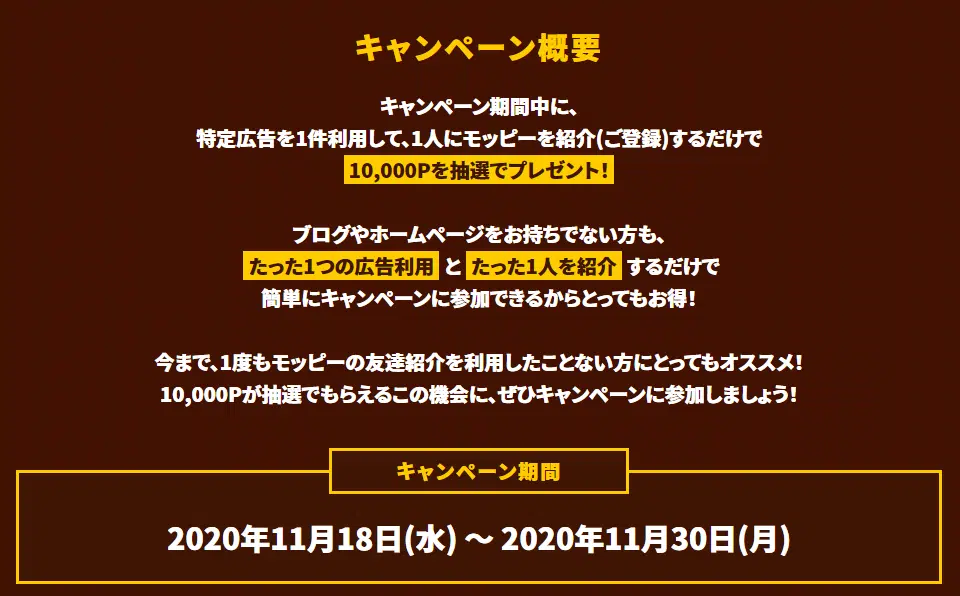 キャンペーン概要
キャンペーン期間中に、
特定広告を1件利用して、1人にモッピーを紹介(ご登録)するだけで
10,000Pを抽選でプレゼント!
ブログやホームページをお持ちでない方も、
たった1つの広告利用 と たった1人を紹介 するだけで
簡単にキャンペーンに参加できるからとってもお得!
今まで、1度もモッピーの友達紹介を利用したことない方にとってもオススメ!
10,000Pが抽選でもらえるこの機会に、ぜひキャンペーンに参加しましょう!
キャンペーン期間
2020年11月18日(水) 〜 2020年11月30日(月)